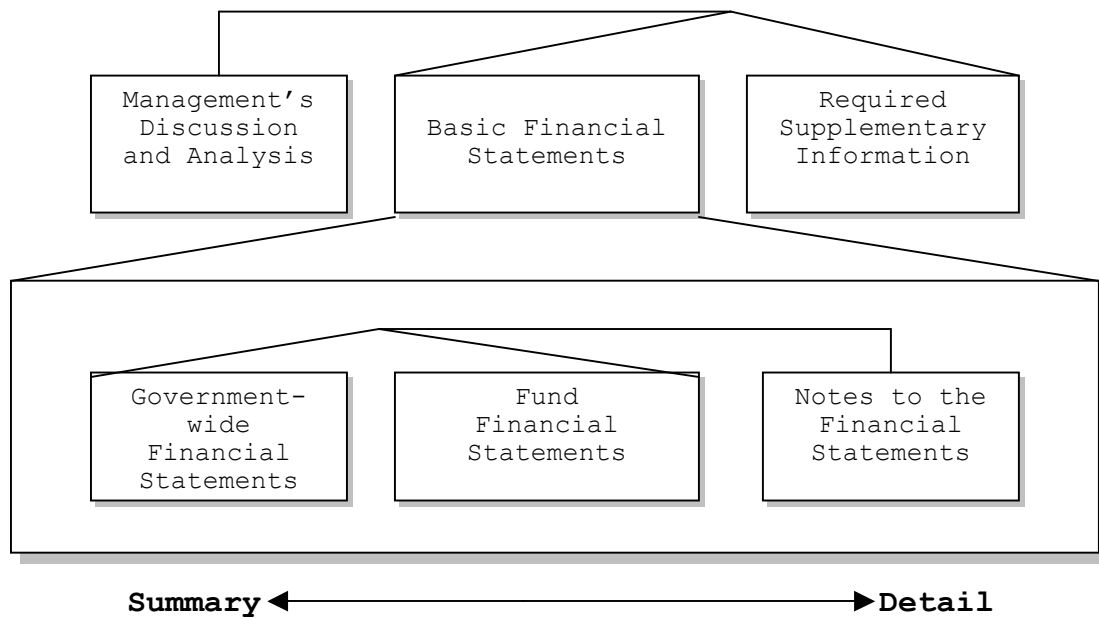 Management's
Discussion
and Analysis
Basic Financial
Statements
Required
Supplementary
Information
Government-
wide
Financial
Statements
Fund
Financial
Statements
Notes to the
Financial
Statements
Summary
Detail